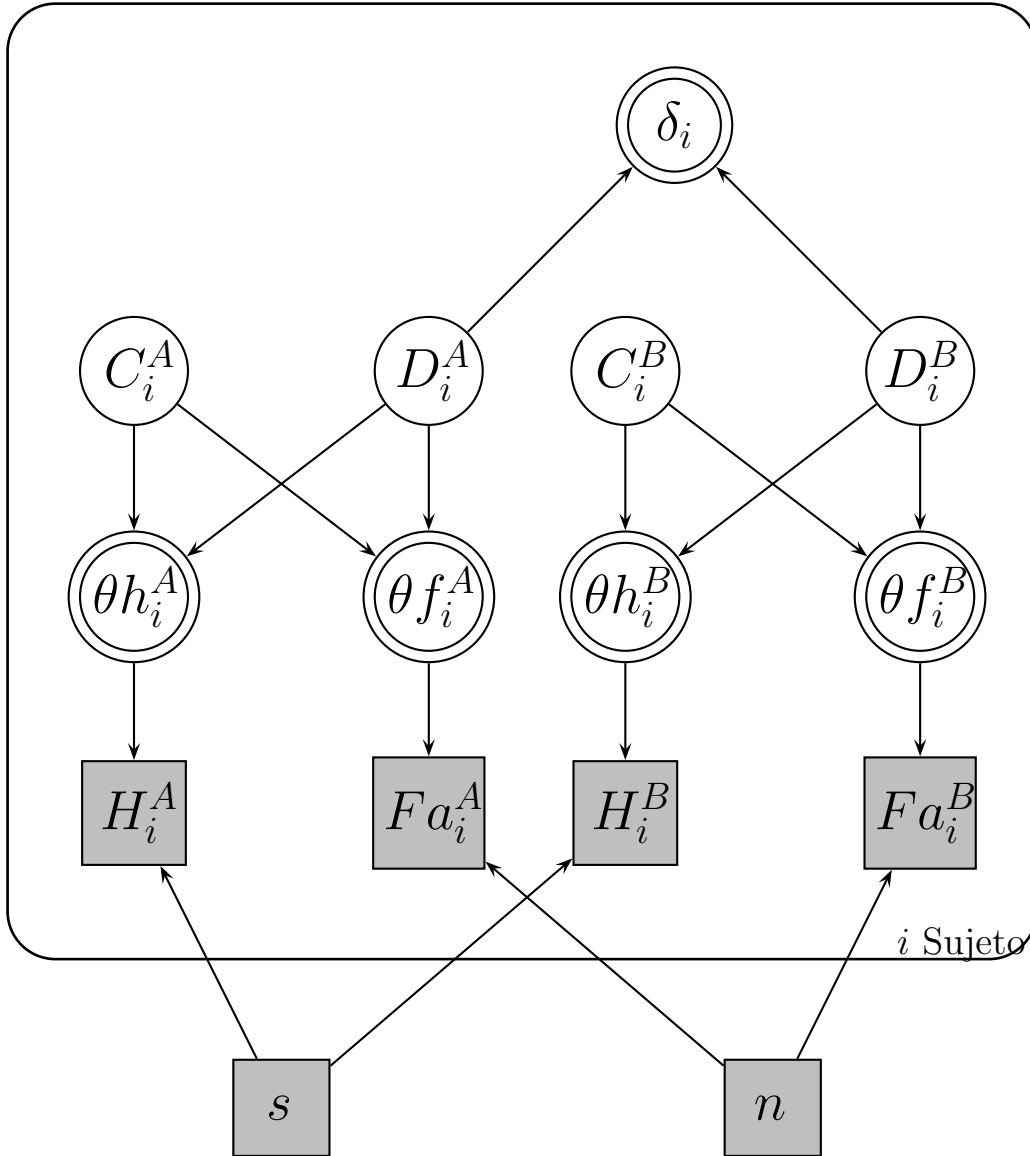 δ_i
C_i^A D_i^A C_i^B D_i^B
θh_i^A θf_i^A θh_i^B θf_i^B
H_i^A Fa_i^A H_i^B Fa_i^B
i Sujeto
s n